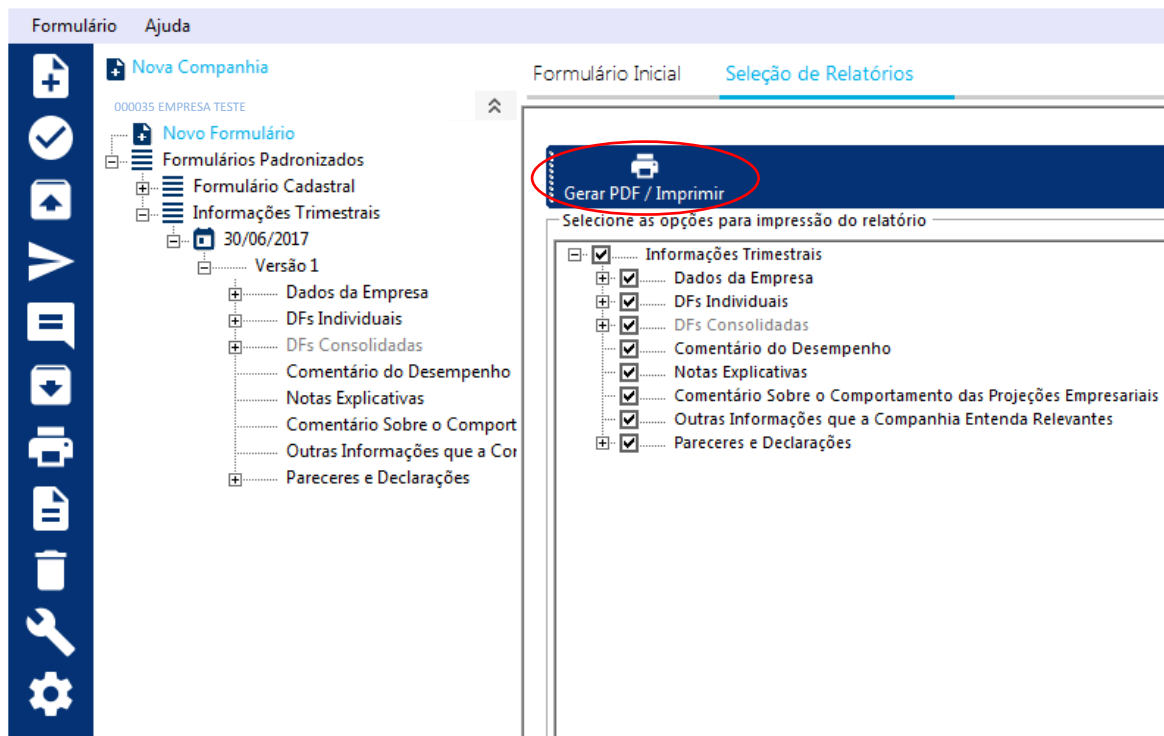 Formulário Ajuda
Nova Companhia
000035 EMPRESA TESTE
Novo Formulário
Formulários Padronizados
Formulário Cadastral
Informações Trimestrais
30/06/2017
Versão 1
Dados da Empresa
DFs Individuais
DFs Consolidadas
Comentário do Desempenho
Notas Explicativas
Comentário Sobre o Comport
Outras Informações que a Cor
Pareceres e Declarações
Formulário Inicial Seleção de Relatórios
Gerar PDF / Imprimir
Selecione as opções para impressão do relatório
Informações Trimestrais
Dados da Empresa
DFs Individuais
DFs Consolidadas
Comentário do Desempenho
Notas Explicativas
Comentário Sobre o Comportamento das Projeções Empresariais
Outras Informações que a Companhia Entenda Relevantes
Pareceres e Declarações